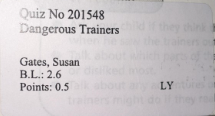 Quiz No 201548
Dangerous Trainers
Gates, Susan
B.L.: 2.6
Points: 0.5 LY